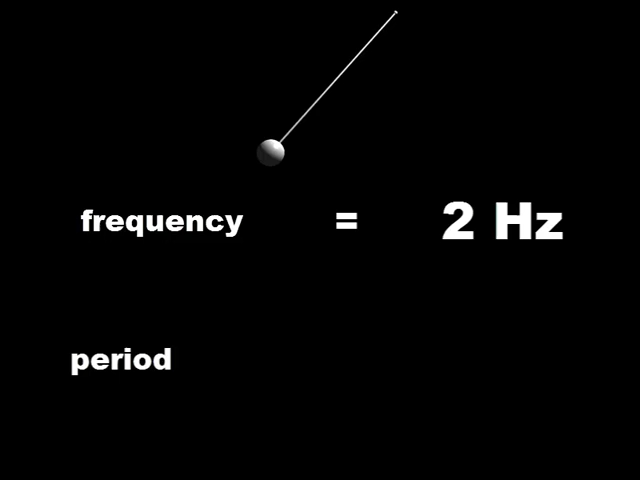 frequency = 2 Hz
period